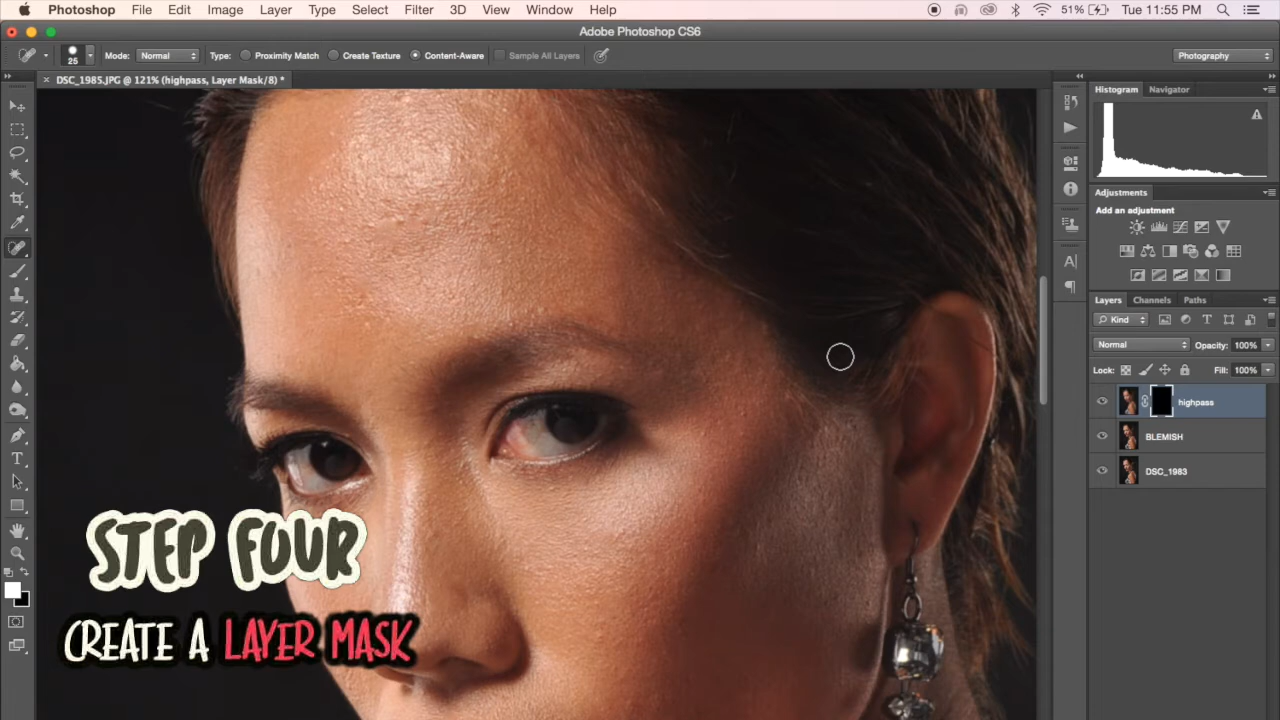 Photoshop File Edit Image Layer Type Select Filter 3D View Window Help 51% Tue 11:55 PM
Adobe Photoshop CS6
25 Mode: Normal Type: Proximity Match Create Texture Content-Aware Sample All Layers Photography
DSC_1985.JPG @ 121% (highpass, Layer Mask/8) *
Histogram Navigator
Adjustments
Add an adjustment
Layers Channels Paths
Kind
Normal Opacity: 100%
Lock: Fill: 100%
highpass
BLEMISH
DSC_1983
STEP FOUR
CREATE A LAYER MASK